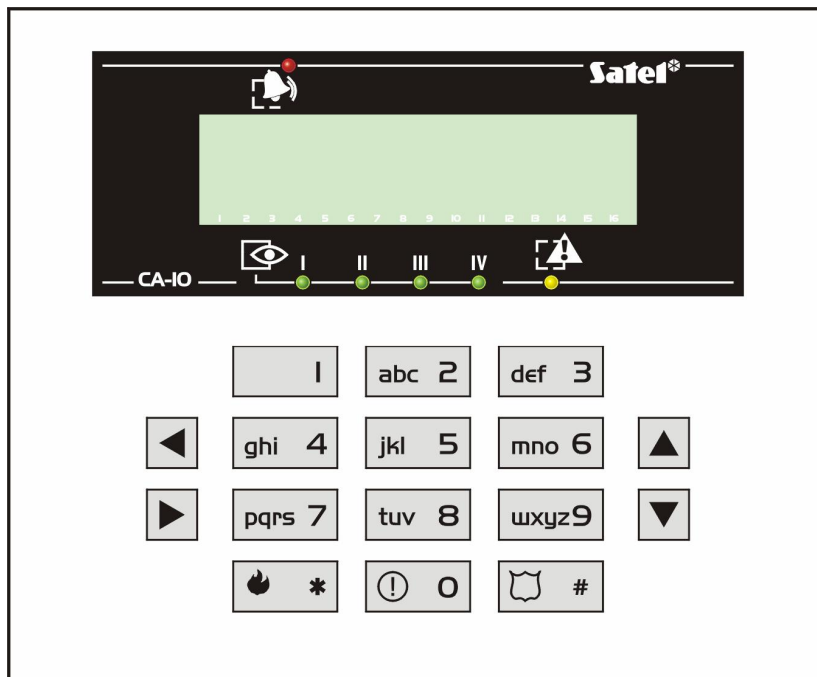 Satel
1 2 3 4 5 6 7 8 9 10 11 12 13 14 15 16
I II III IV
CA-10
1 abc 2 def 3
ghi 4 jkl 5 mno 6
pqrs 7 tuv 8 wxyz 9
* ! 0 #